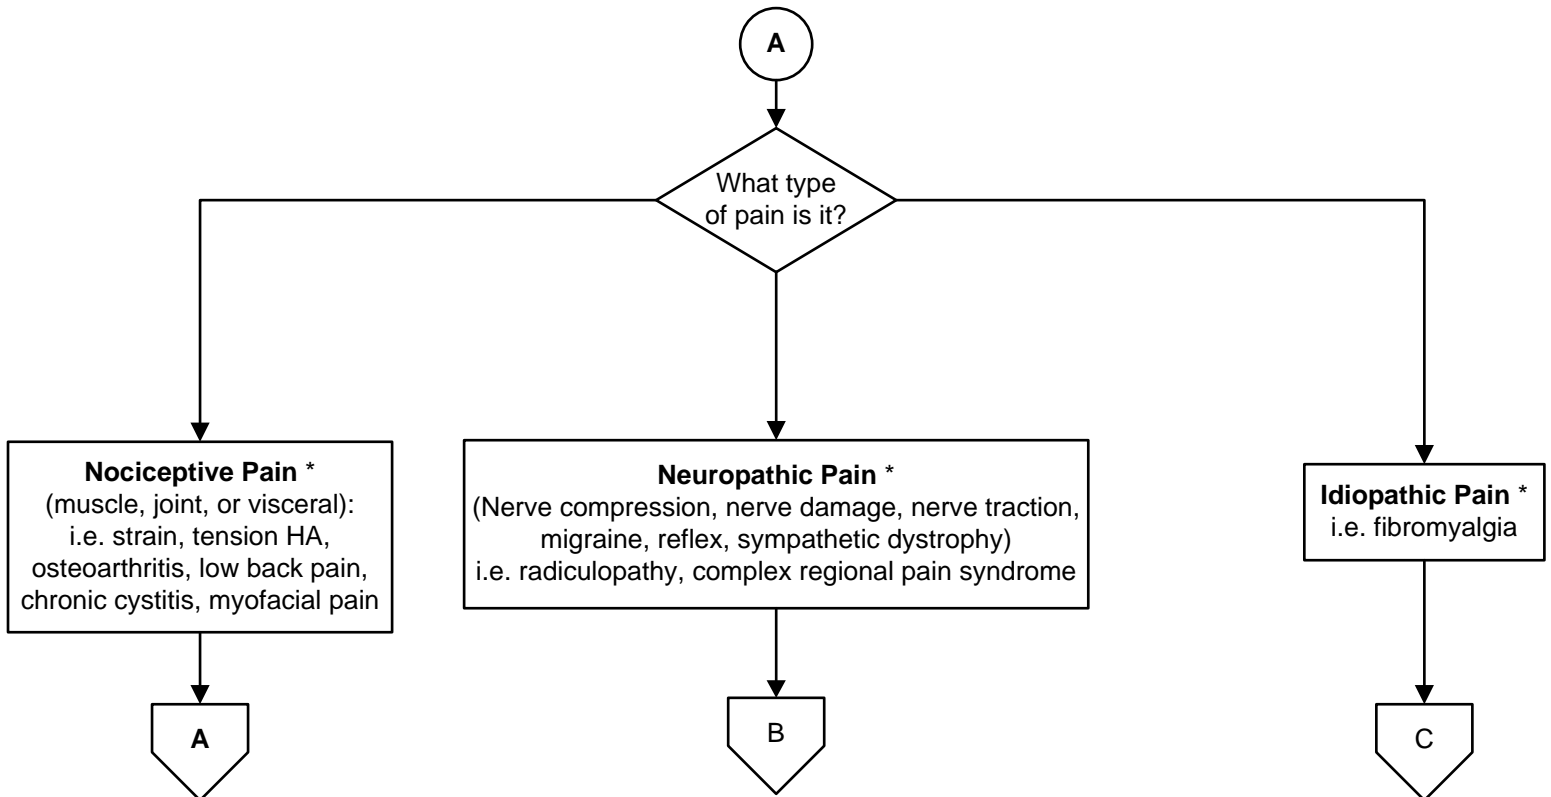 A
What type
of pain is it?
Nociceptive Pain *
(muscle, joint, or visceral):
i.e. strain, tension HA,
osteoarthritis, low back pain,
chronic cystitis, myofacial pain
Neuropathic Pain *
(Nerve compression, nerve damage, nerve traction,
migraine, reflex, sympathetic dystrophy)
i.e. radiculopathy, complex regional pain syndrome
Idiopathic Pain *
i.e. fibromyalgia
A
B
C